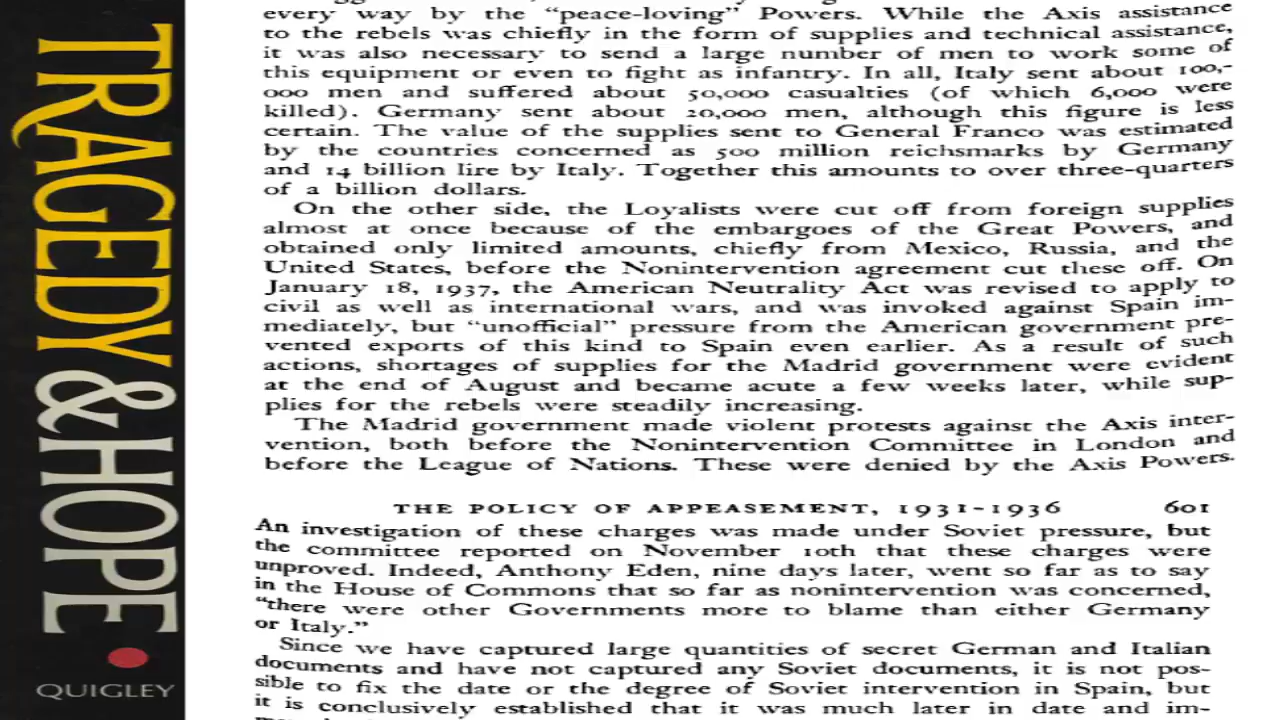 TRAGEDY & HOPE
QUIGLEY
every way by the “peace-loving” Powers. While the Axis assistance
to the rebels was chiefly in the form of supplies and technical assistance,
it was also necessary to send a large number of men to work some of
this equipment or even to fight as infantry. In all, Italy sent about 100,-
000 men and suffered about 50,000 casualties (of which 6,000 were
killed). Germany sent about 20,000 men, although this figure is less
certain. The value of the supplies sent to General Franco was estimated
by the countries concerned as 500 million reichsmarks by Germany
and 14 billion lire by Italy. Together this amounts to over three-quarters
of a billion dollars.
On the other side, the Loyalists were cut off from foreign supplies
almost at once because of the embargoes of the Great Powers, and
obtained only limited amounts, chiefly from Mexico, Russia, and the
United States, before the Nonintervention agreement cut these off. On
January 18, 1937, the American Neutrality Act was revised to apply to
civil as well as international wars, and was invoked against Spain im-
mediately, but “unofficial” pressure from the American government pre-
vented exports of this kind to Spain even earlier. As a result of such
actions, shortages of supplies for the Madrid government were evident
at the end of August and became acute a few weeks later, while sup-
plies for the rebels were steadily increasing.
The Madrid government made violent protests against the Axis inter-
vention, both before the Nonintervention Committee in London and
before the League of Nations. These were denied by the Axis Powers.
THE POLICY OF APPEASEMENT, 1931-1936 601
An investigation of these charges was made under Soviet pressure, but
the committee reported on November 10th that these charges were
unproved. Indeed, Anthony Eden, nine days later, went so far as to say
in the House of Commons that so far as nonintervention was concerned,
“there were other Governments more to blame than either Germany
or Italy.”
Since we have captured large quantities of secret German and Italian
documents and have not captured any Soviet documents, it is not pos-
sible to fix the date or the degree of Soviet intervention in Spain, but
it is conclusively established that it was much later in date and im-